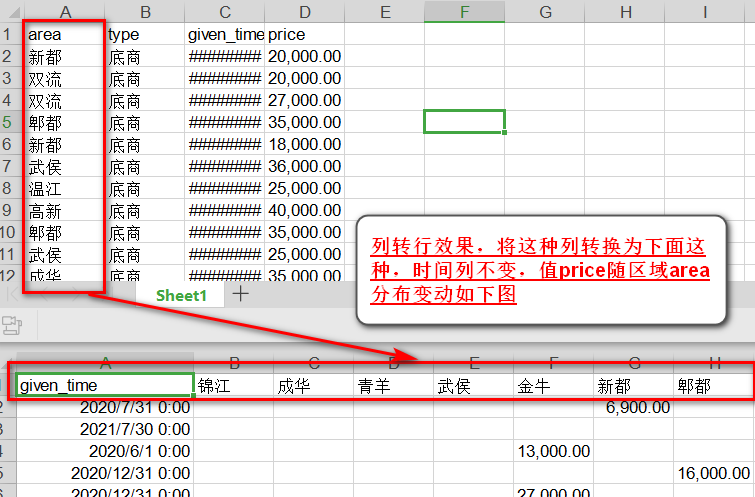 A B C D E F G H I
1 area type given_time price
2 新都 底商 ######## 20,000.00
3 双流 底商 ######## 20,000.00
4 双流 底商 ######## 27,000.00
5 郫都 底商 ######## 35,000.00
6 新都 底商 ######## 18,000.00
7 武侯 底商 ######## 36,000.00
8 温江 底商 ######## 25,000.00
9 高新 底商 ######## 40,000.00
10 郫都 底商 ######## 35,000.00
11 武侯 底商 ######## 25,000.00
12 成华 底商 ######## 35,000.00
列转行效果，将这种列转换为下面这
种，时间列不变，值price随区域area
分布变动如下图
Sheet1
A B C D E F G H
1 given_time 锦江 成华 青羊 武侯 金牛 新都 郫都
2 2020/7/31 0:00 6,900.00
3 2021/7/30 0:00
4 2020/6/1 0:00 13,000.00
5 2020/12/31 0:00 16,000.00
6 2020/12/31 0:00 27,000.00